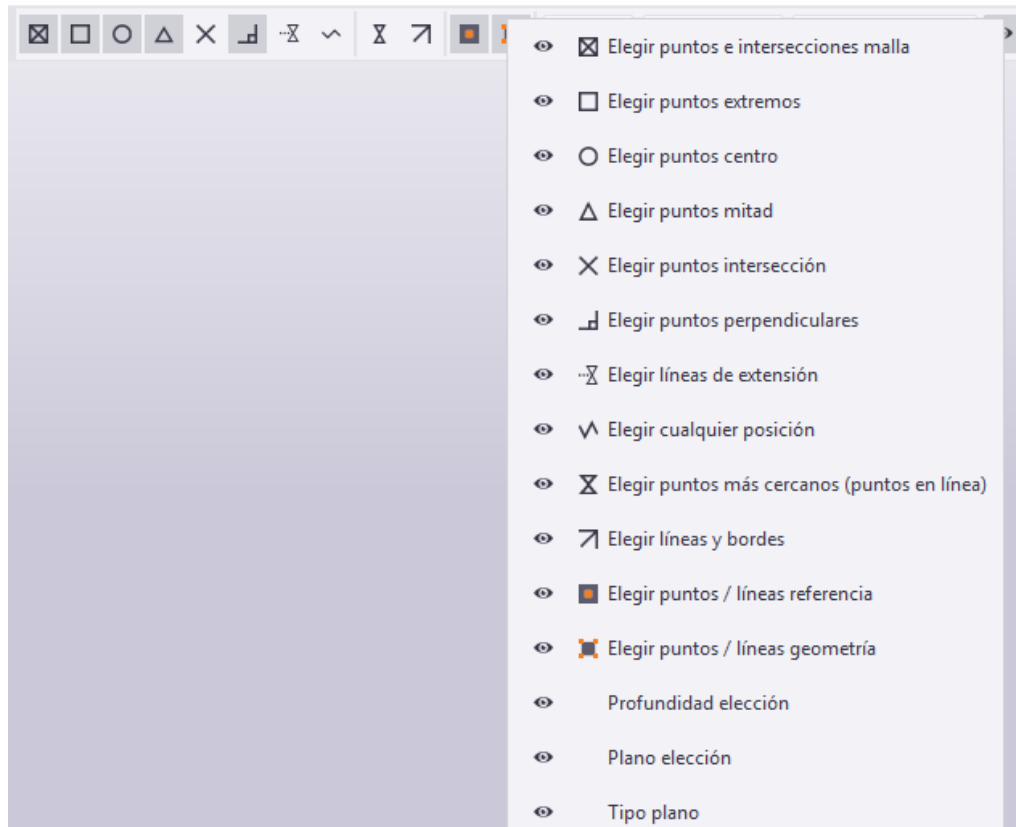 Elegir puntos e intersecciones malla
Elegir puntos extremos
Elegir puntos centro
Elegir puntos mitad
Elegir puntos intersección
Elegir puntos perpendiculares
Elegir líneas de extensión
Elegir cualquier posición
Elegir puntos más cercanos (puntos en línea)
Elegir líneas y bordes
Elegir puntos / líneas referencia
Elegir puntos / líneas geometría
Profundidad elección
Plano elección
Tipo plano